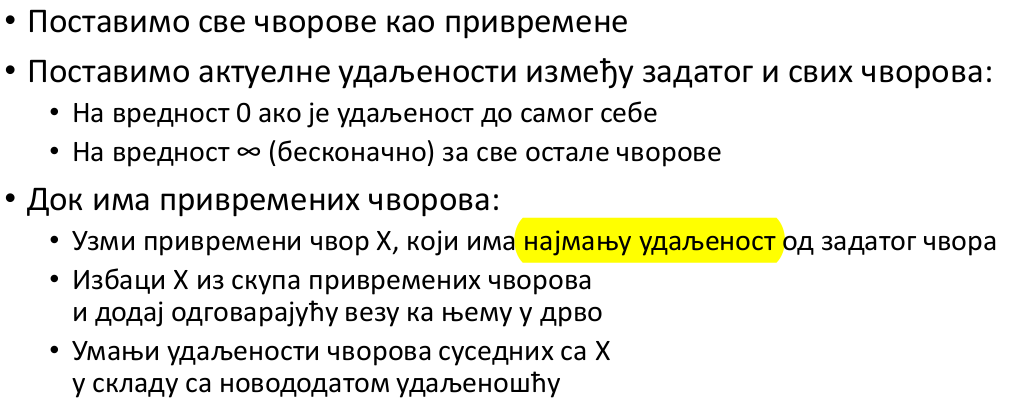 • Поставимо све чворове као привремене
• Поставимо актуелне удаљености између задатог и свих чворова:
• На вредност 0 ако је удаљеност до самог себе
• На вредност ∞ (бесконачно) за све остале чворове
• Док има привремених чворова:
• Узми привремени чвор X, који има најмању удаљеност од задатог чвора
• Избаци X из скупа привремених чворова
и додај одговарајућу везу ка њему у дрво
• Умањи удаљености чворова суседних са X
у складу са новододатом удаљеношћу